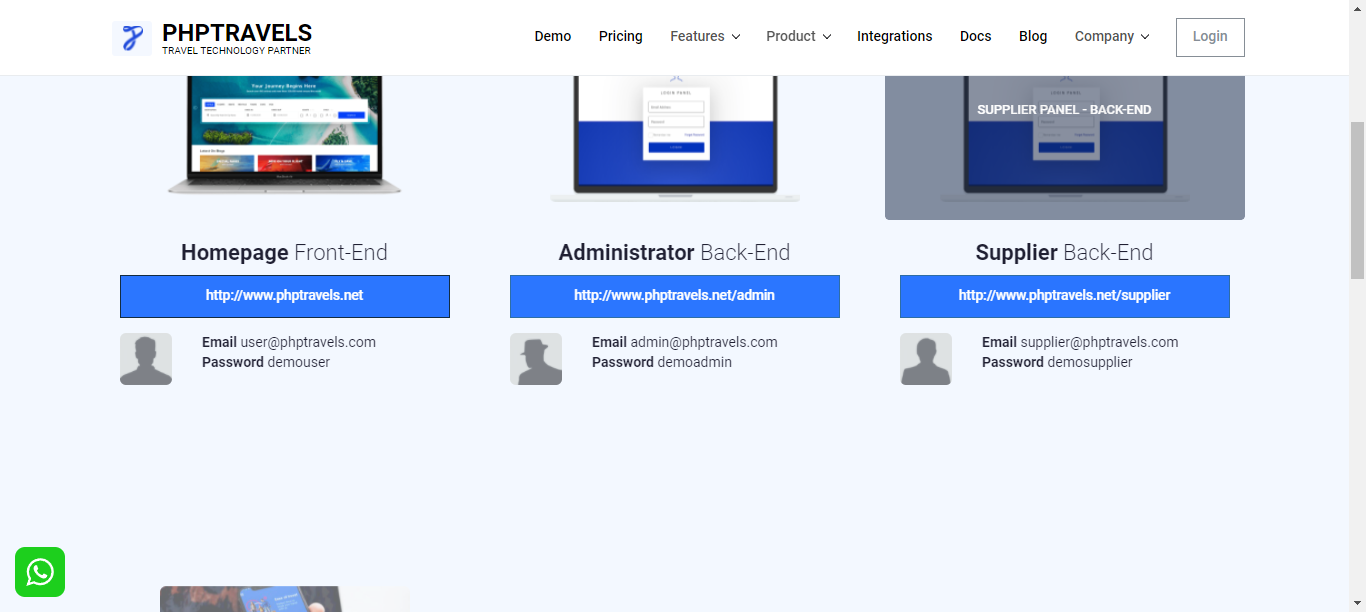 PHPTRAVELS
TRAVEL TECHNOLOGY PARTNER
Demo Pricing Features Product Integrations Docs Blog Company Login
Your Journey Begins Here
LOGIN PANEL
SUPPLIER PANEL - BACK-END
Homepage Front-End
http://www.phptravels.net
Email user@phptravels.com
Password demouser
Administrator Back-End
http://www.phptravels.net/admin
Email admin@phptravels.com
Password demoadmin
Supplier Back-End
http://www.phptravels.net/supplier
Email supplier@phptravels.com
Password demosupplier